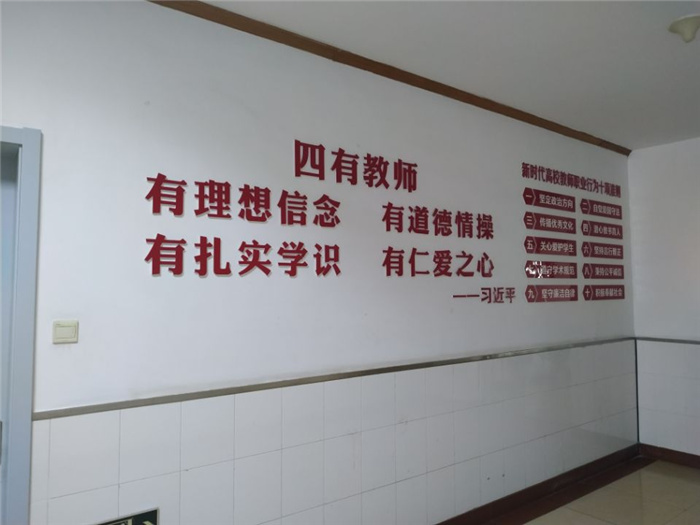 四有教师
有理想信念 有道德情操
有扎实学识 有仁爱之心
——习近平
新时代高校教师职业行为十项准则
一 坚定政治方向
二 自觉爱国守法
三 传播优秀文化
四 潜心教书育人
五 关心爱护学生
六 坚持言行雅正
学术规范
八 秉持公平诚信
九 坚守廉洁自律
十 积极奉献社会